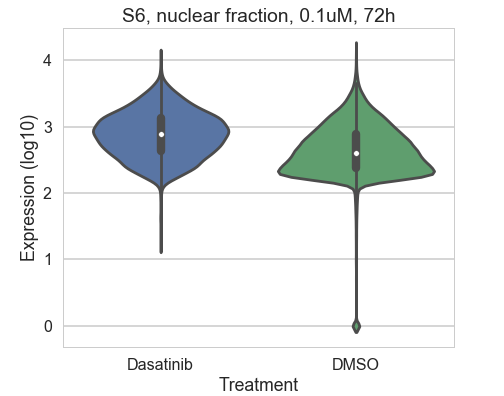 S6, nuclear fraction, 0.1uM, 72h
Expression (log10)
4
3
2
1
0
Dasatinib DMSO
Treatment